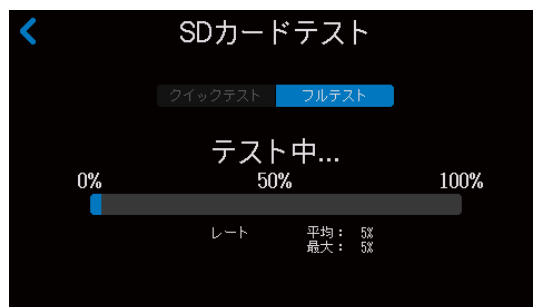 SDカードテスト
クイックテスト フルテスト
テスト中...
0% 50% 100%
レート 平均： 5%
最大： 5%